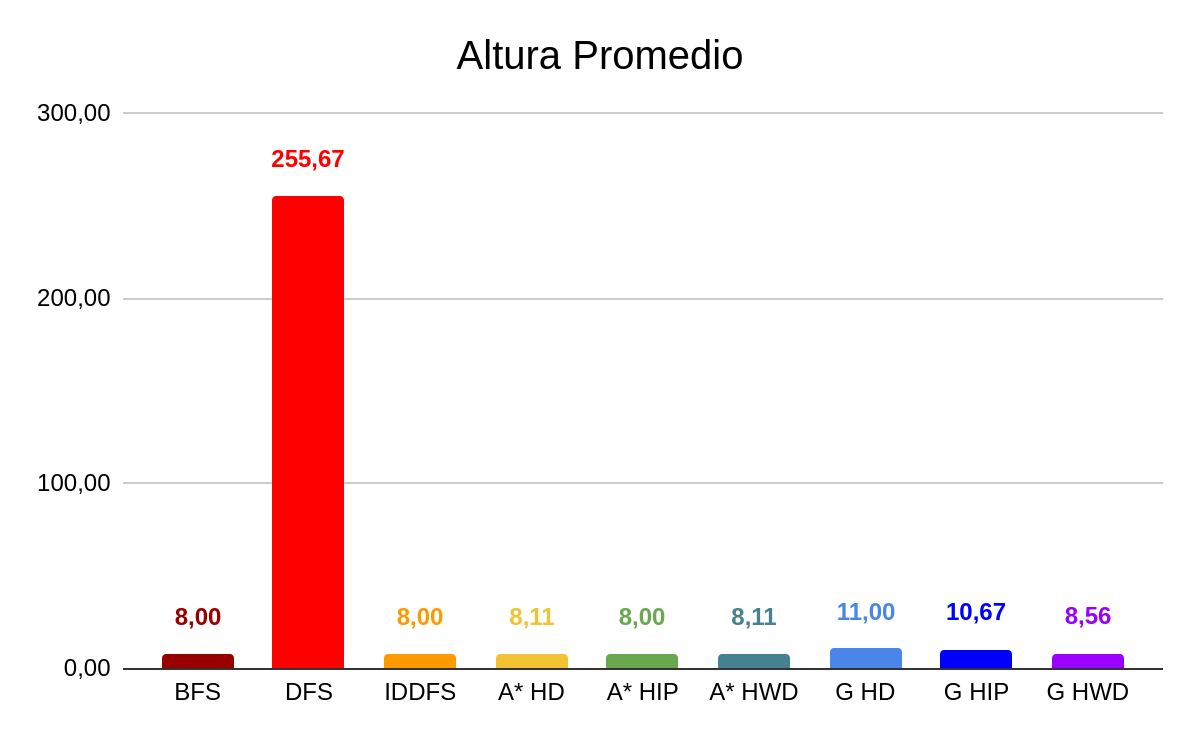 Altura Promedio
300,00
200,00
100,00
0,00
255,67
8,00
8,00
8,11
8,00
8,11
11,00
10,67
8,56
BFS
DFS
IDDFS
A* HD
A* HIP
A* HWD
G HD
G HIP
G HWD